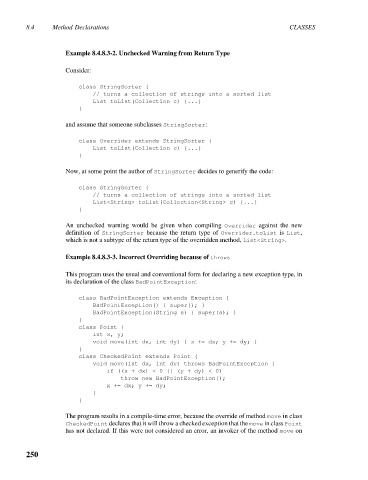 8.4 Method Declarations CLASSES
Example 8.4.8.3-2. Unchecked Warning from Return Type
Consider:
class StringSorter {
// turns a collection of strings into a sorted list
List toList(Collection c) {...}
}
and assume that someone subclasses StringSorter:
class Overrider extends StringSorter {
List toList(Collection c) {...}
}
Now, at some point the author of StringSorter decides to generify the code:
class StringSorter {
// turns a collection of strings into a sorted list
List<String> toList(Collection<String> c) {...}
}
An unchecked warning would be given when compiling Overrider against the new
definition of StringSorter because the return type of Overrider.toList is List,
which is not a subtype of the return type of the overridden method, List<String>.
Example 8.4.8.3-3. Incorrect Overriding because of throws
This program uses the usual and conventional form for declaring a new exception type, in
its declaration of the class BadPointException:
class BadPointException extends Exception {
BadPointException() { super(); }
BadPointException(String s) { super(s); }
}
class Point {
int x, y;
void move(int dx, int dy) { x += dx; y += dy; }
}
class CheckedPoint extends Point {
void move(int dx, int dy) throws BadPointException {
if ((x + dx) < 0 || (y + dy) < 0)
throw new BadPointException();
x += dx; y += dy;
}
}
The program results in a compile-time error, because the override of method move in class
CheckedPoint declares that it will throw a checked exception that the move in class Point
has not declared. If this were not considered an error, an invoker of the method move on
250